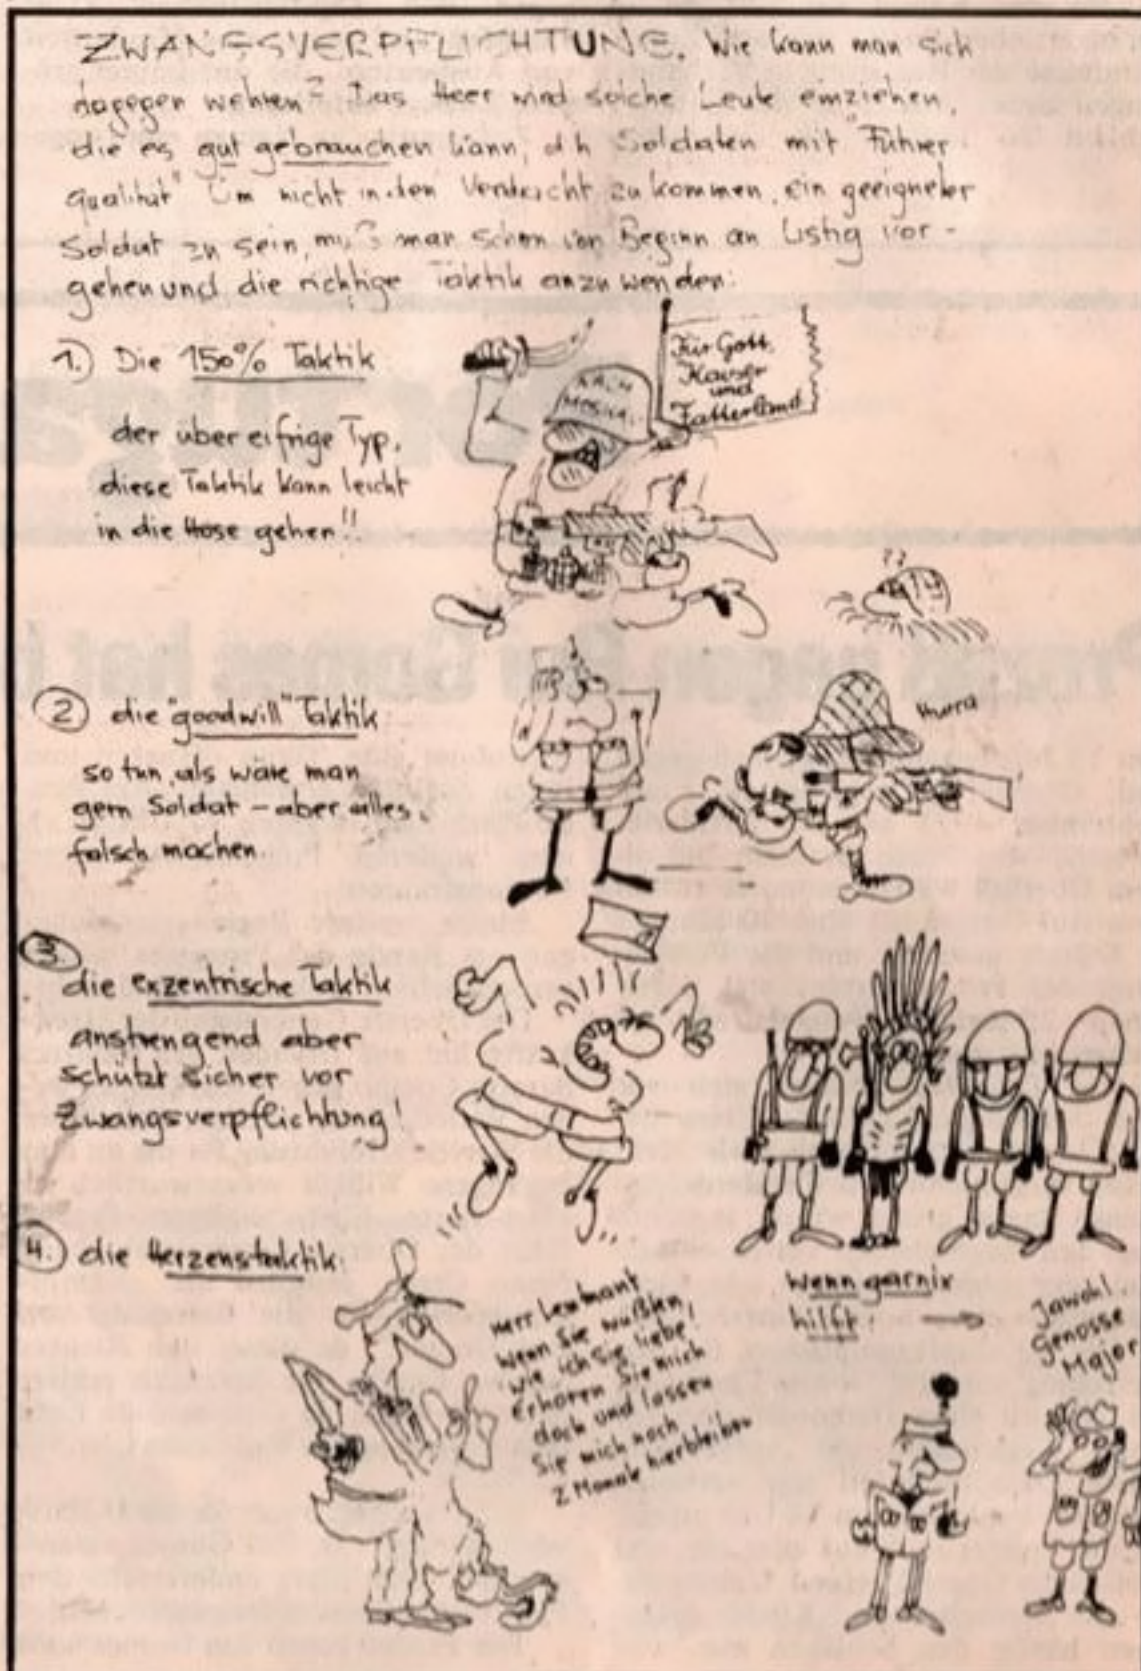 ZWANGSVERPFLICHTUNG. Wie kann man sich
dagegen wehren? Das Heer wird solche Leute einziehen,
die es gut gebrauchen kann, d h Soldaten mit "Führer
qualität" Um nicht in den Verdacht zu kommen, ein geeigneter
Soldat zu sein, muß man schon von Beginn an listig vor-
gehen und die richtige Taktik anzuwenden:
1.) Die 150% Taktik
der übereifrige Typ,
diese Taktik kann leicht
in die Hose gehen!!
NACH
MOSKAU
Für Gott,
Kaiser
und
Fatterland
??
2 die "goodwill" Taktik
so tun, als wäre man
gern Soldat - aber alles
falsch machen
Hurra
3.
die exzentrische Taktik
anstrengend aber
schützt sicher vor
Zwangsverpflichtung!
4.) die Herzenstaktik.
Herr Leutnant
wenn Sie wüßten,
wie ich sie liebe!
Erhören Sie mich
doch und lassen
Sie mich noch
2 Monate hierbleiben
wenn garnix
hilft →
Jawohl
Genosse
Major